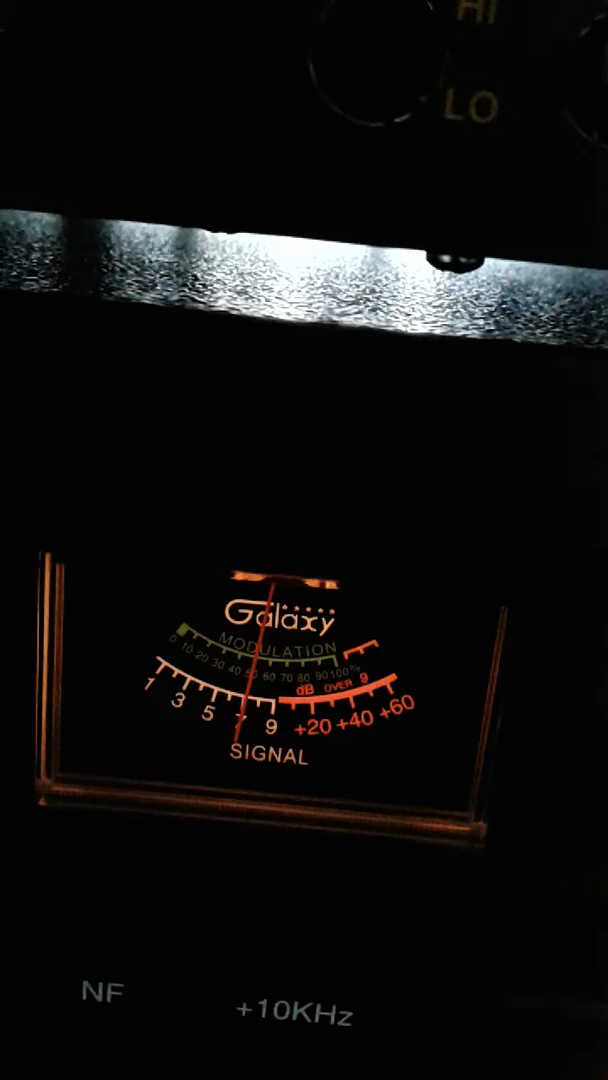 HI
LO
Galaxy
MODULATION
0 10 20 30 40 50 60 70 80 90 100%
dB OVER 9
1 3 5 7 9 +20 +40 +60
SIGNAL
NF +10KHz